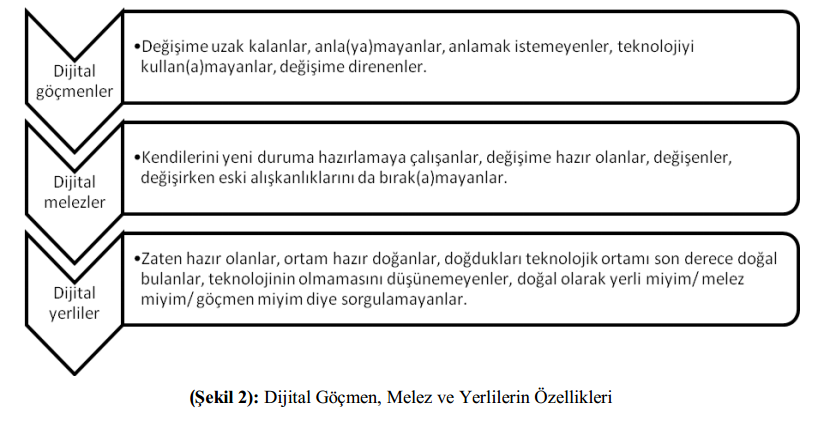 Dijital
göçmenler
•Değişime uzak kalanlar, anla(ya)mayanlar, anlamak istemeyenler, teknolojiyi
kullan(a)mayanlar, değişime direnenler.
Dijital
melezler
•Kendilerini yeni duruma hazırlamaya çalışanlar, değişime hazır olanlar, değişenler,
değişirken eski alışkanlıklarını da bırak(a)mayanlar.
Dijital
yerliler
•Zaten hazır olanlar, ortam hazır doğanlar, doğdukları teknolojik ortamı son derece doğal
bulanlar, teknolojinin olmamasını düşünemeyenler, doğal olarak yerli miyim/ melez
miyim/ göçmen miyim diye sorgulamayanlar.
(Şekil 2): Dijital Göçmen, Melez ve Yerlilerin Özellikleri